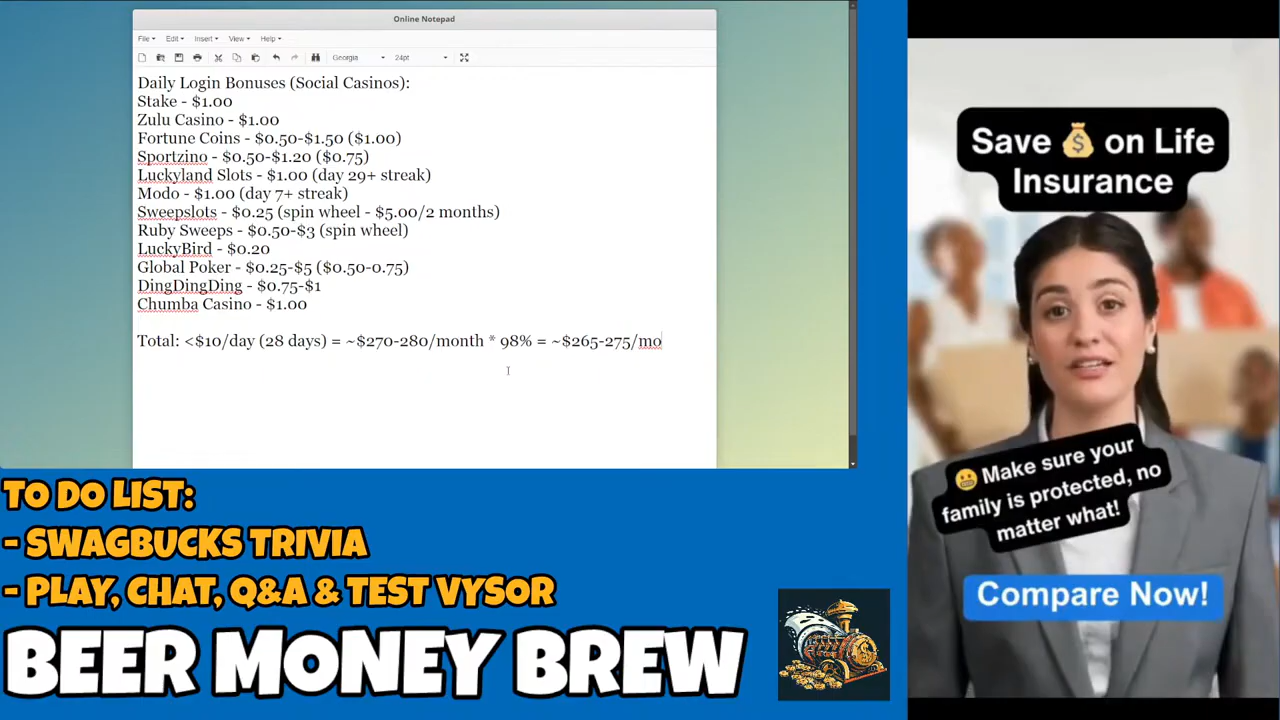 Online Notepad
File
Edit
Insert
View
Help
Georgia
24pt
Daily Login Bonuses (Social Casinos):
Stake - $1.00
Zulu Casino - $1.00
Fortune Coins - $0.50-$1.50 ($1.00)
Sportzino - $0.50-$1.20 ($0.75)
Luckyland Slots - $1.00 (day 29+ streak)
Modo - $1.00 (day 7+ streak)
Sweepslots - $0.25 (spin wheel - $5.00/2 months)
Ruby Sweeps - $0.50-$3 (spin wheel)
LuckyBird - $0.20
Global Poker - $0.25-$5 ($0.50-0.75)
DingDingDing - $0.75-$1
Chumba Casino - $1.00
Total: <$10/day (28 days) = ~$270-280/month * 98% = ~$265-275/mo
TO DO LIST:
- SWAGBUCKS TRIVIA
- PLAY, CHAT, Q&A & TEST VYSOR
BEER MONEY BREW
Save 💰 on Life
Insurance
😬 Make sure your
family is protected, no
matter what!
Compare Now!